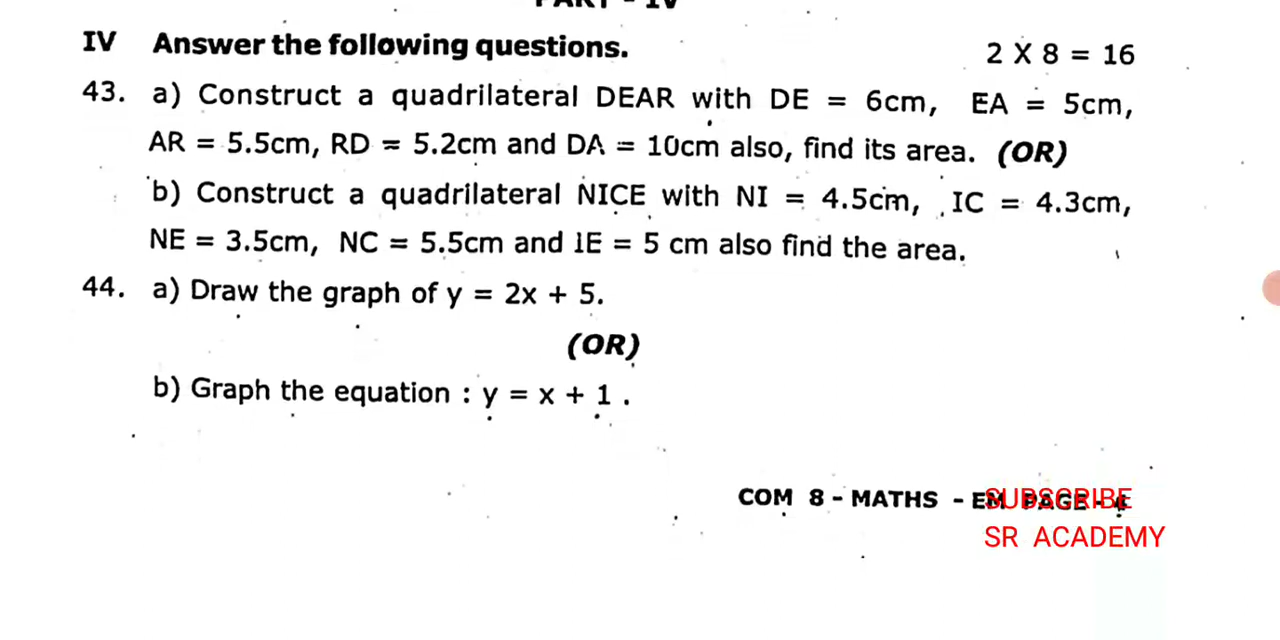 IV Answer the following questions. 2 X 8 = 16
43. a) Construct a quadrilateral DEAR with DE = 6cm, EA = 5cm,
AR = 5.5cm, RD = 5.2cm and DA = 10cm also, find its area. (OR)
b) Construct a quadrilateral NICE with NI = 4.5cm, IC = 4.3cm,
NE = 3.5cm, NC = 5.5cm and IE = 5 cm also find the area.
44. a) Draw the graph of y = 2x + 5.
(OR)
b) Graph the equation : y = x + 1 .
COM 8 - MATHS - EM PAGE -
SUBSCRIBE
SR ACADEMY